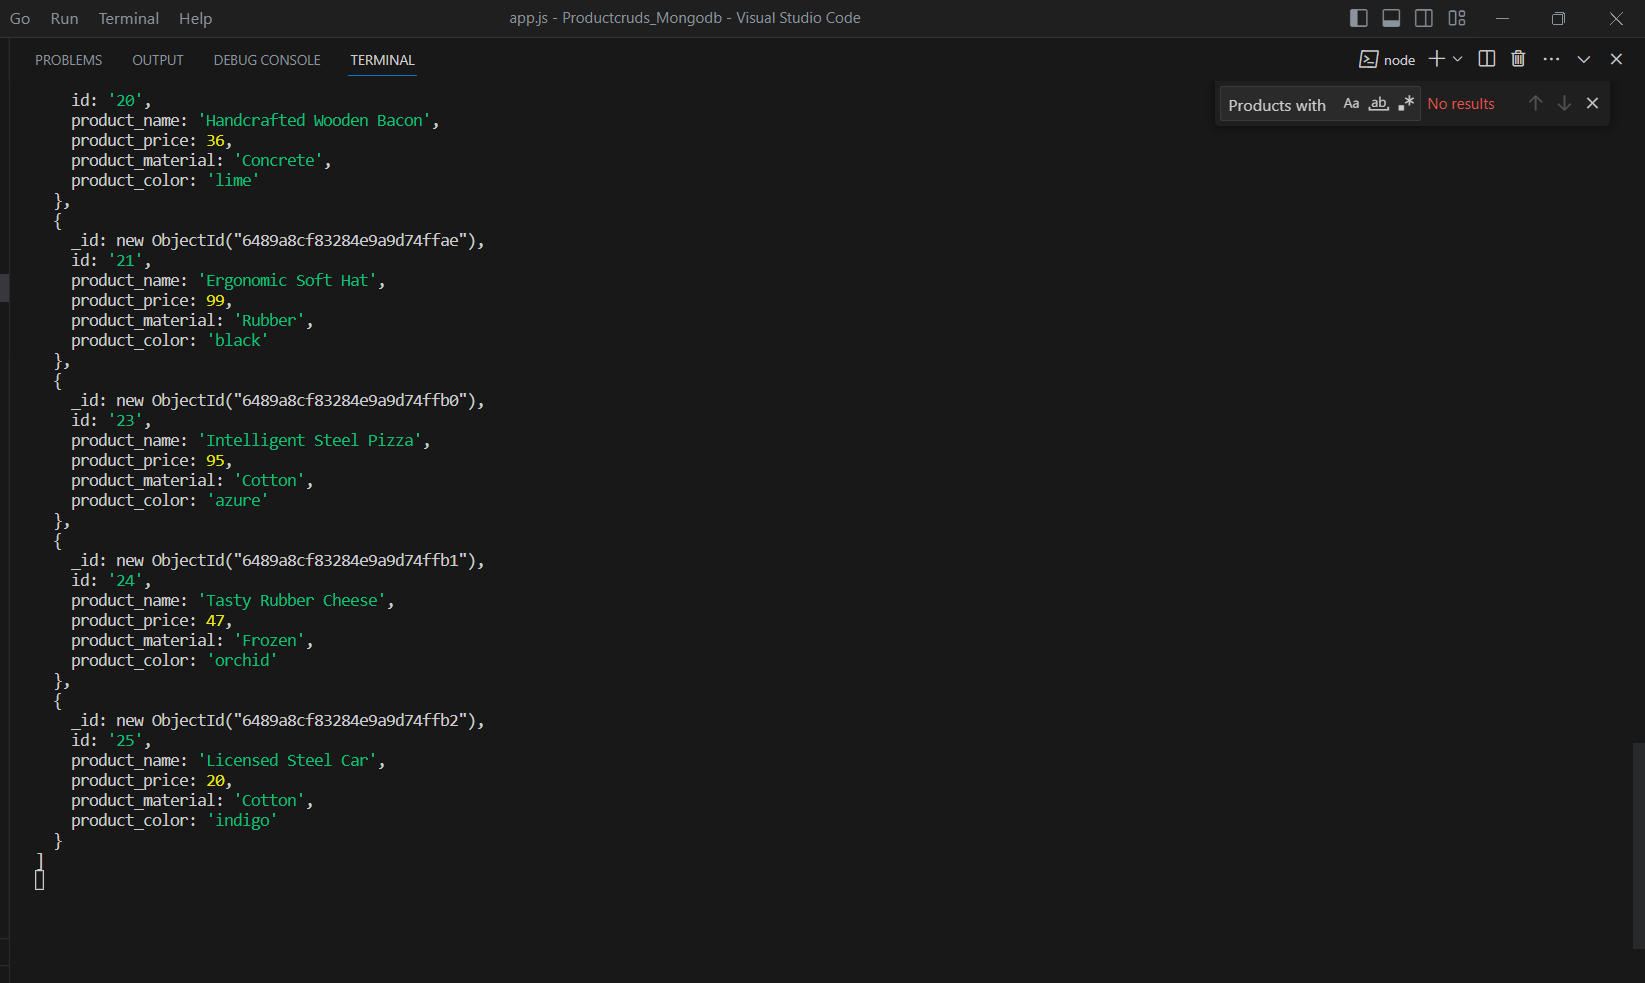 Go Run Terminal Help app.js - Productcruds_Mongodb - Visual Studio Code
PROBLEMS OUTPUT DEBUG CONSOLE TERMINAL node
Products with Aa ab No results
id: '20',
product_name: 'Handcrafted Wooden Bacon',
product_price: 36,
product_material: 'Concrete',
product_color: 'lime'
},
{
_id: new ObjectId("6489a8cf83284e9a9d74ffae"),
id: '21',
product_name: 'Ergonomic Soft Hat',
product_price: 99,
product_material: 'Rubber',
product_color: 'black'
},
{
_id: new ObjectId("6489a8cf83284e9a9d74ffb0"),
id: '23',
product_name: 'Intelligent Steel Pizza',
product_price: 95,
product_material: 'Cotton',
product_color: 'azure'
},
{
_id: new ObjectId("6489a8cf83284e9a9d74ffb1"),
id: '24',
product_name: 'Tasty Rubber Cheese',
product_price: 47,
product_material: 'Frozen',
product_color: 'orchid'
},
{
_id: new ObjectId("6489a8cf83284e9a9d74ffb2"),
id: '25',
product_name: 'Licensed Steel Car',
product_price: 20,
product_material: 'Cotton',
product_color: 'indigo'
}
]